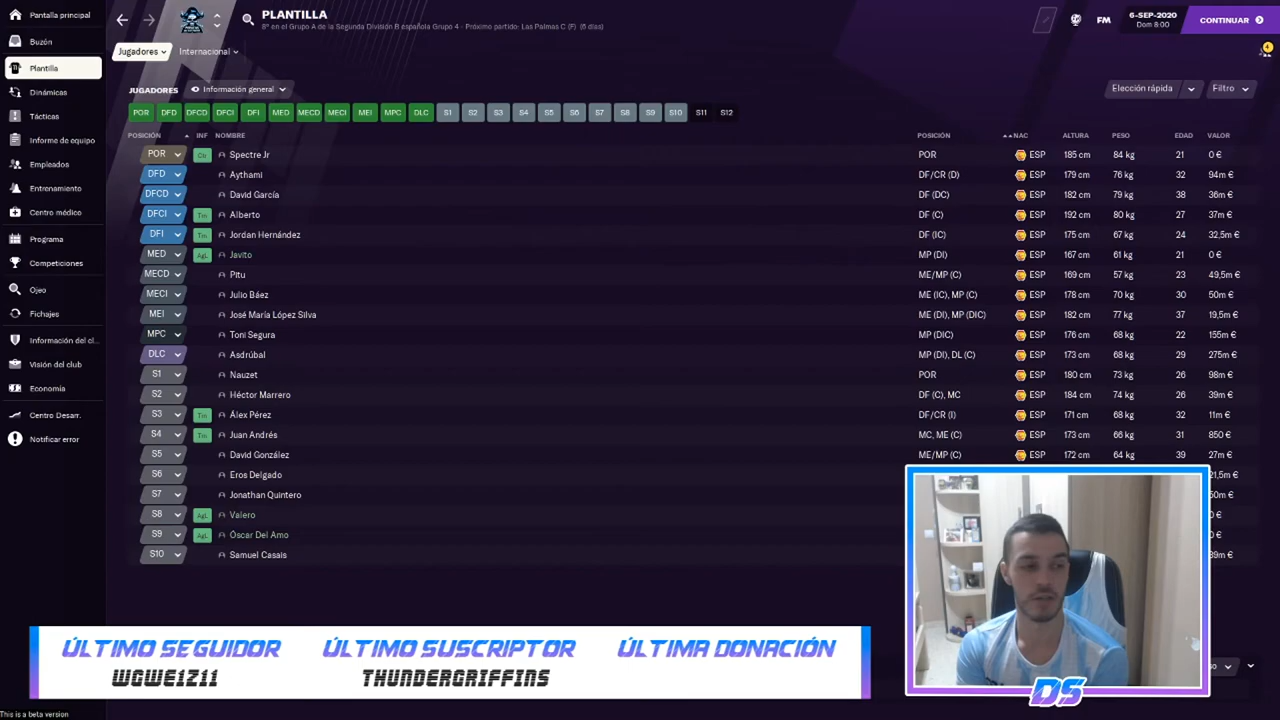 Pantalla principal
Buzón
Plantilla
Dinámicas
Tácticas
Informe de equipo
Empleados
Entrenamiento
Centro médico
Programa
Competiciones
Ojeo
Fichajes
Información del cl...
Visión del club
Economía
Centro Desarr.
Notificar error
PLANTILLA
8º en el Grupo A de la Segunda División B española Grupo 4 - Próximo partido: Las Palmas C (F) (6 días)
FM
6-SEP-2020
Dom 8:00
CONTINUAR
Jugadores
Internacional
JUGADORES
Información general
Elección rápida
Filtro
POR DFD DFCD DFCI DFI MED MECD MECI MEI MPC DLC S1 S2 S3 S4 S5 S6 S7 S8 S9 S10 S11 S12
POSICIÓN INF NOMBRE POSICIÓN NAC ALTURA PESO EDAD VALOR
POR Spectre Jr POR ESP 185 cm 84 kg 21 0 €
DFD Aythami DF/CR (D) ESP 179 cm 76 kg 32 94m €
DFCD David García DF (DC) ESP 182 cm 79 kg 38 36m €
DFCI Tm Alberto DF (C) ESP 192 cm 80 kg 27 37m €
DFI Tm Jordan Hernández DF (IC) ESP 175 cm 67 kg 24 32,5m €
MED AgL Javito MP (DI) ESP 167 cm 61 kg 21 0 €
MECD Pitu ME/MP (C) ESP 169 cm 57 kg 23 49,5m €
MECI Julio Báez ME (IC), MP (C) ESP 178 cm 70 kg 30 50m €
MEI José María López Silva ME (DI), MP (DIC) ESP 182 cm 77 kg 37 19,5m €
MPC Toni Segura MP (DIC) ESP 176 cm 68 kg 22 155m €
DLC Asdrúbal MP (DI), DL (C) ESP 173 cm 68 kg 29 275m €
S1 Nauzet POR ESP 180 cm 73 kg 26 98m €
S2 Héctor Marrero DF (C), MC ESP 184 cm 74 kg 26 39m €
S3 Tm Álex Pérez DF/CR (I) ESP 171 cm 68 kg 32 11m €
S4 Tm Juan Andrés MC, ME (C) ESP 173 cm 66 kg 31 850 €
S5 David González ME/MP (C) ESP 172 cm 64 kg 39 27m €
S6 Eros Delgado 21,5m €
S7 Jonathan Quintero 50m €
S8 AgL Valero 0 €
S9 AgL Óscar Del Amo 0 €
S10 Samuel Casais 39m €
ÚLTIMO SEGUIDOR ÚLTIMO SUSCRIPTOR ÚLTIMA DONACIÓN
WGWE1Z11 THUNDERGRIFFINS
DS
This is a beta version